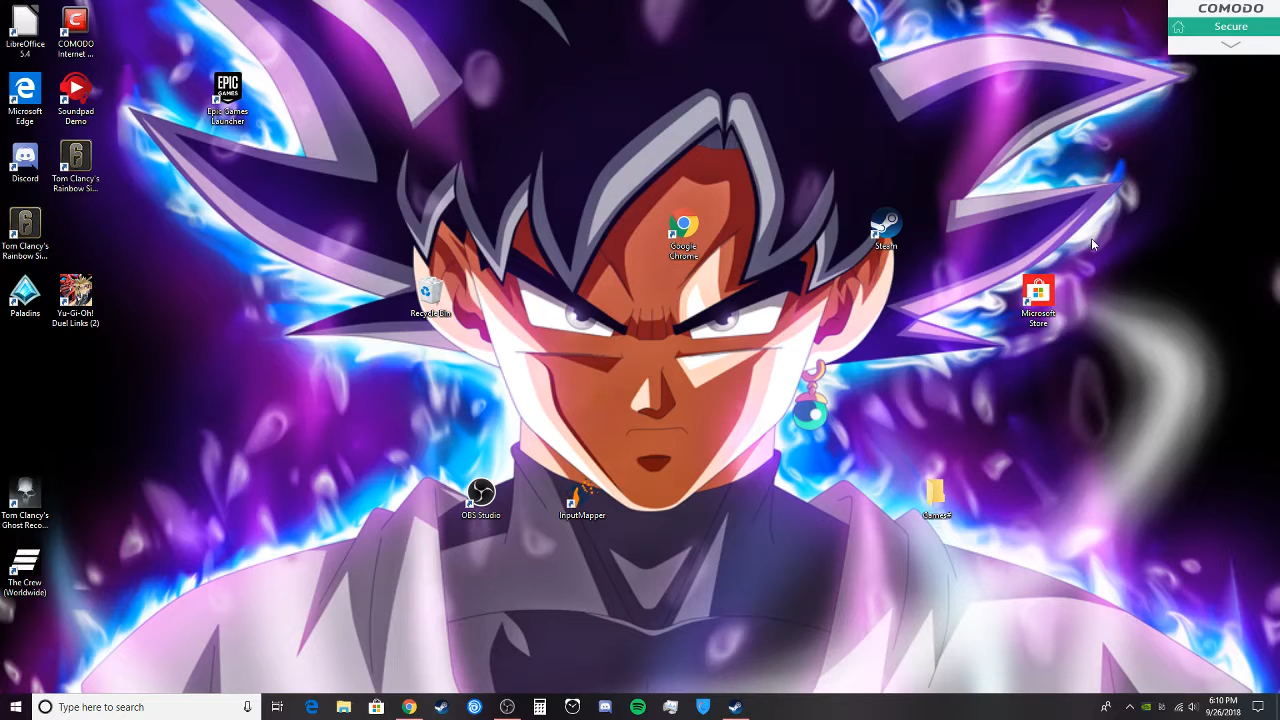 LibreOffice
5.4
COMODO
Internet ...
COMODO
Secure
Microsoft
Edge
Soundpad
Demo
EPIC
GAMES
Epic Games
Launcher
Discord
Tom Clancy's
Rainbow Si...
Tom Clancy's
Rainbow Si...
Google
Chrome
Steam
Paladins
Yu-Gi-Oh!
Duel Links (2)
Recycle Bin
Microsoft
Store
Tom Clancy's
Ghost Reco...
OBS Studio
InputMapper
Games#
The Crew
(Worldwide)
Type here to search
6:10 PM
9/26/2018